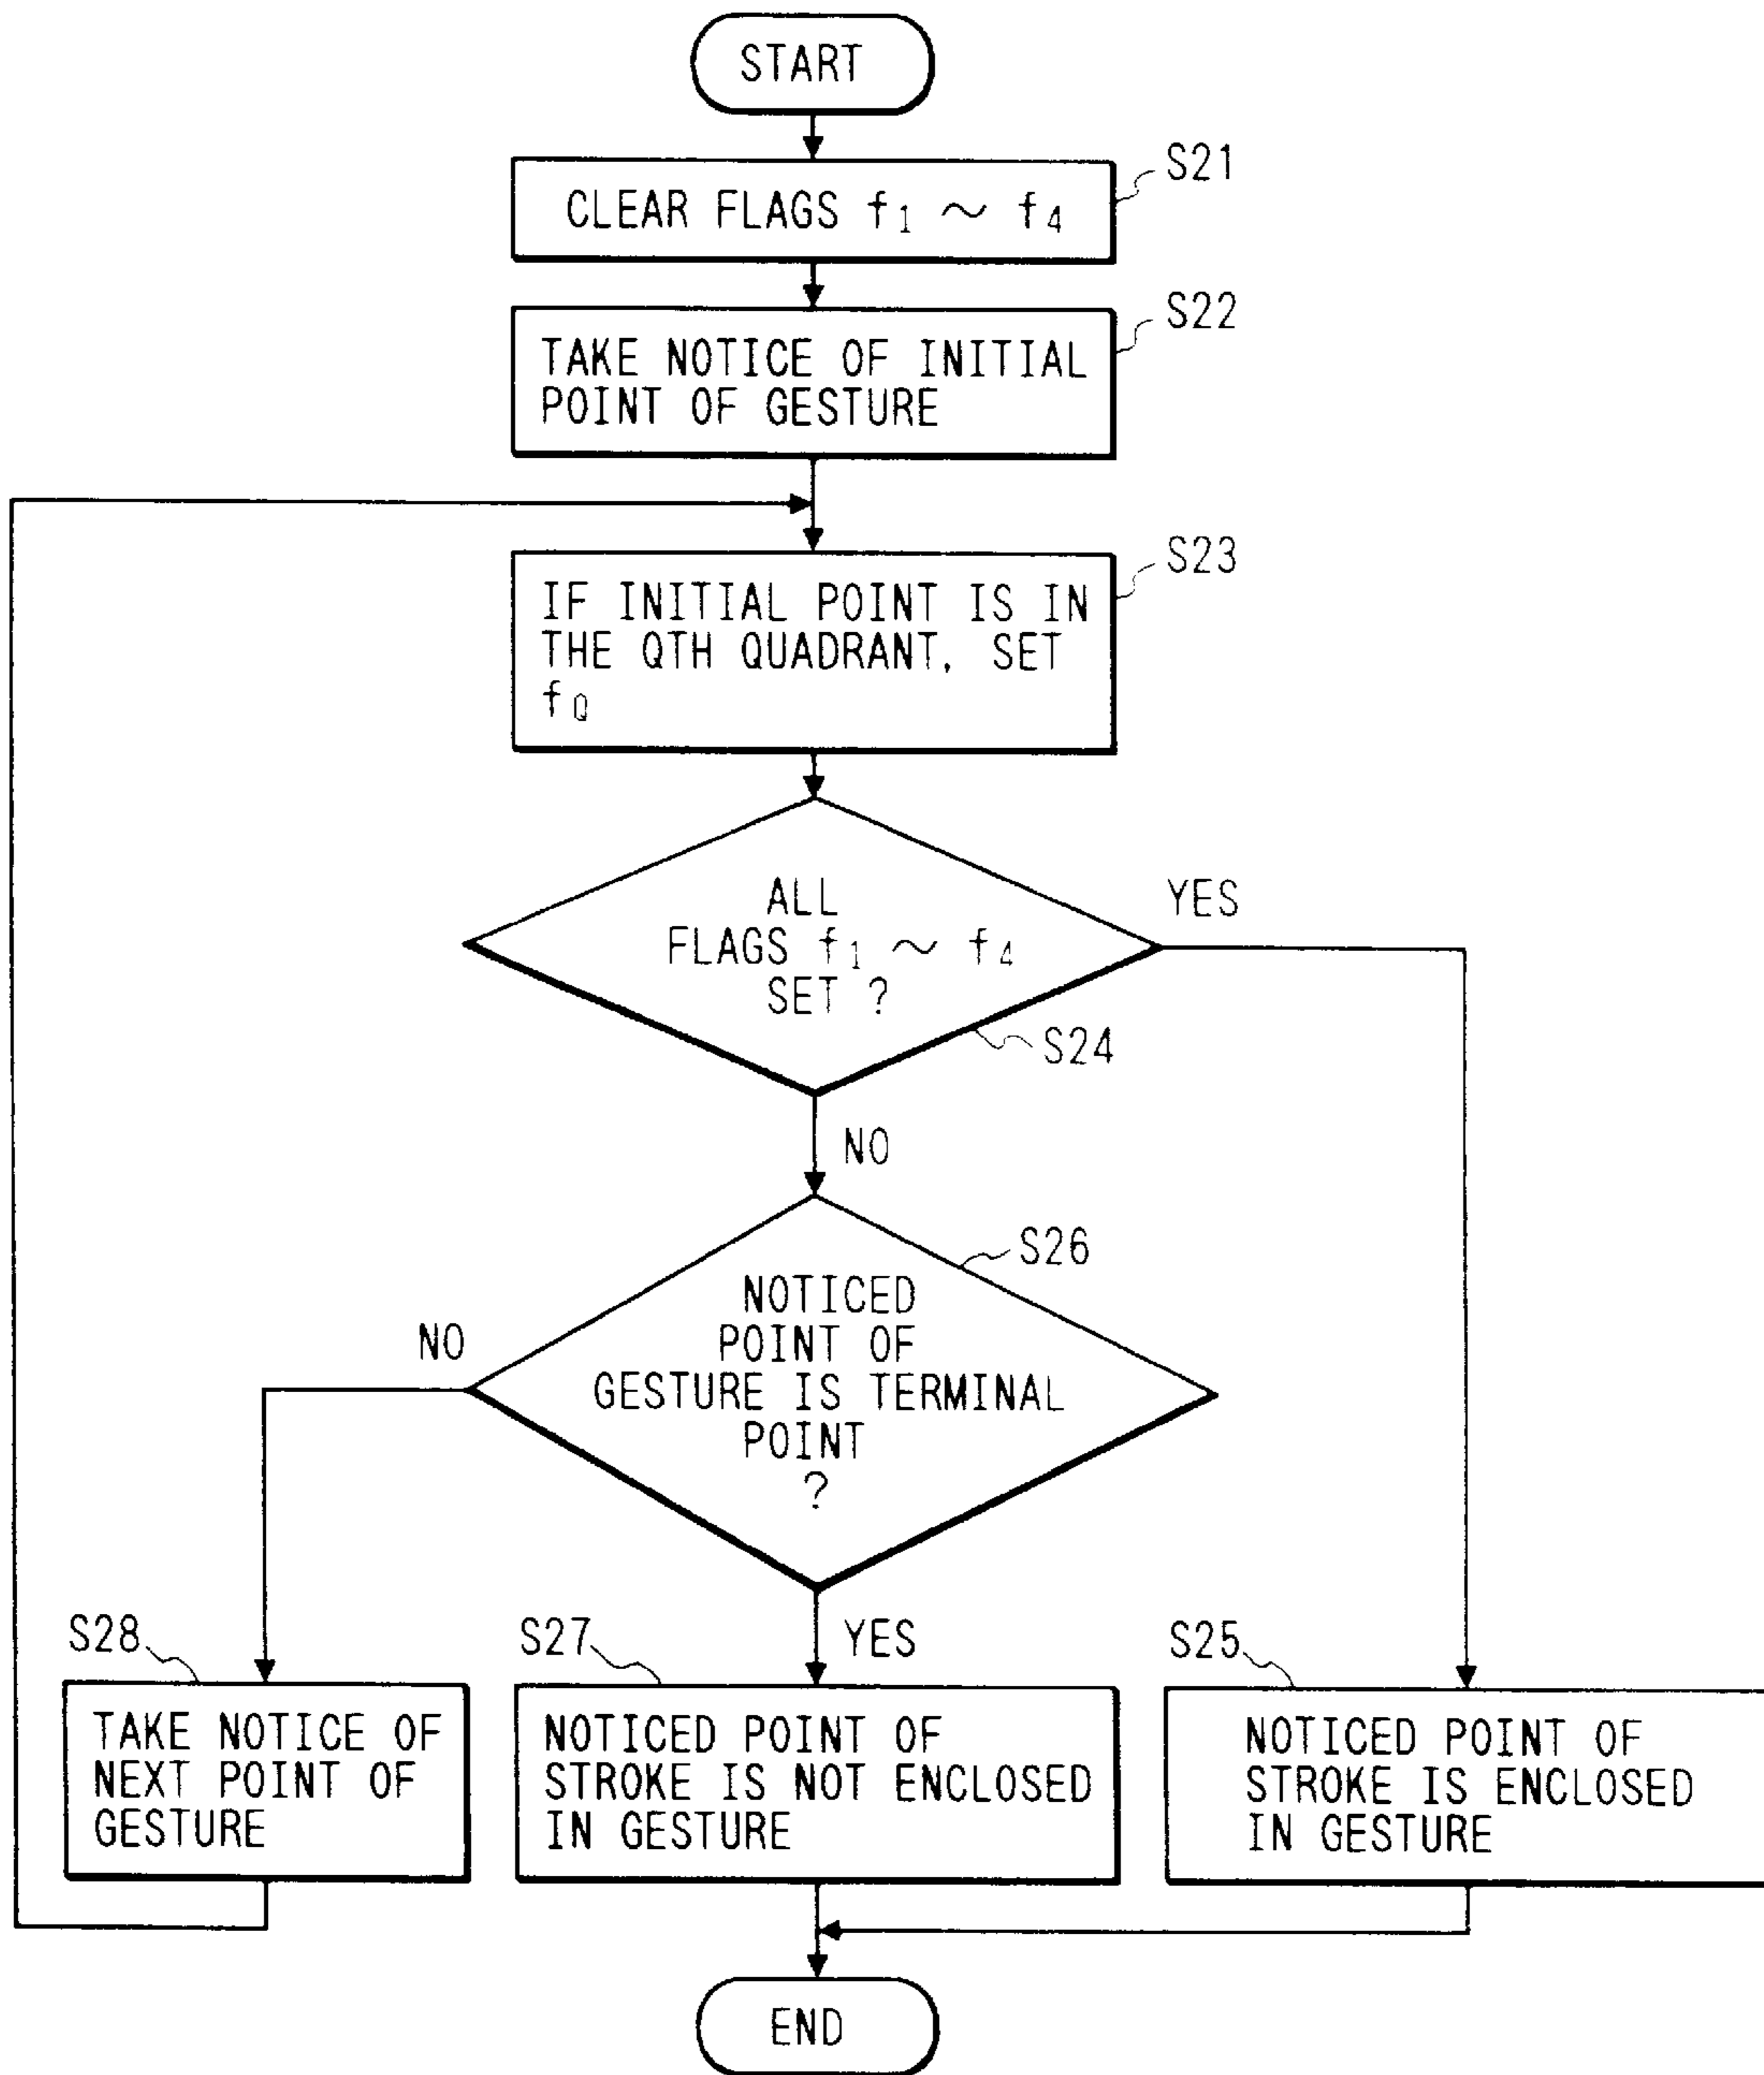 START
S21
CLEAR FLAGS f₁ ~ f₄
S22
TAKE NOTICE OF INITIAL
POINT OF GESTURE
S23
IF INITIAL POINT IS IN
THE QTH QUADRANT, SET
f_Q
ALL
FLAGS f₁ ~ f₄
SET ?
YES
S24
NO
S26
NOTICED
POINT OF
GESTURE IS TERMINAL
POINT
?
NO
YES
S28
TAKE NOTICE OF
NEXT POINT OF
GESTURE
S27
NOTICED POINT OF
STROKE IS NOT ENCLOSED
IN GESTURE
S25
NOTICED POINT OF
STROKE IS ENCLOSED
IN GESTURE
END